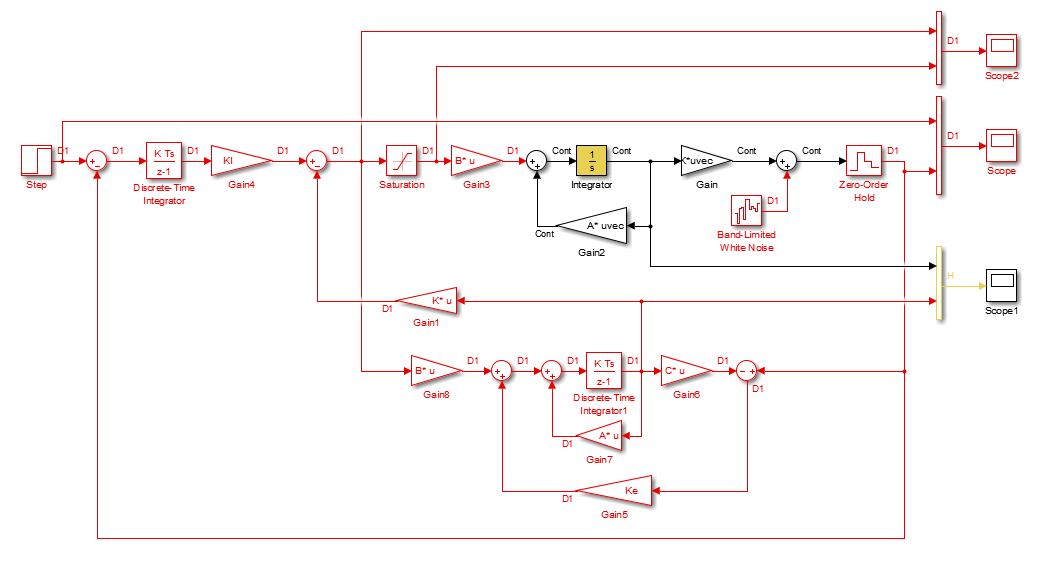 D1
Scope2
D1
Step
D1
+
−
D1
K Ts
z-1
Discrete-Time
Integrator
D1
KI
Gain4
D1
+
−
D1
Saturation
D1
B* u
Gain3
D1
+
+
Cont
1
s
Integrator
Cont
K*uvec
Gain
Cont
+
+
Cont
Zero-Order
Hold
D1
D1
Scope
D1
Band-Limited
White Noise
A* uvec
Cont
Gain2
H
Scope1
K* u
D1
Gain1
B* u
Gain8
D1
+
+
D1
+
+
D1
K Ts
z-1
Discrete-Time
Integrator1
D1
C* u
Gain6
D1
−
+
D1
A* u
D1
Gain7
Ke
D1
Gain5